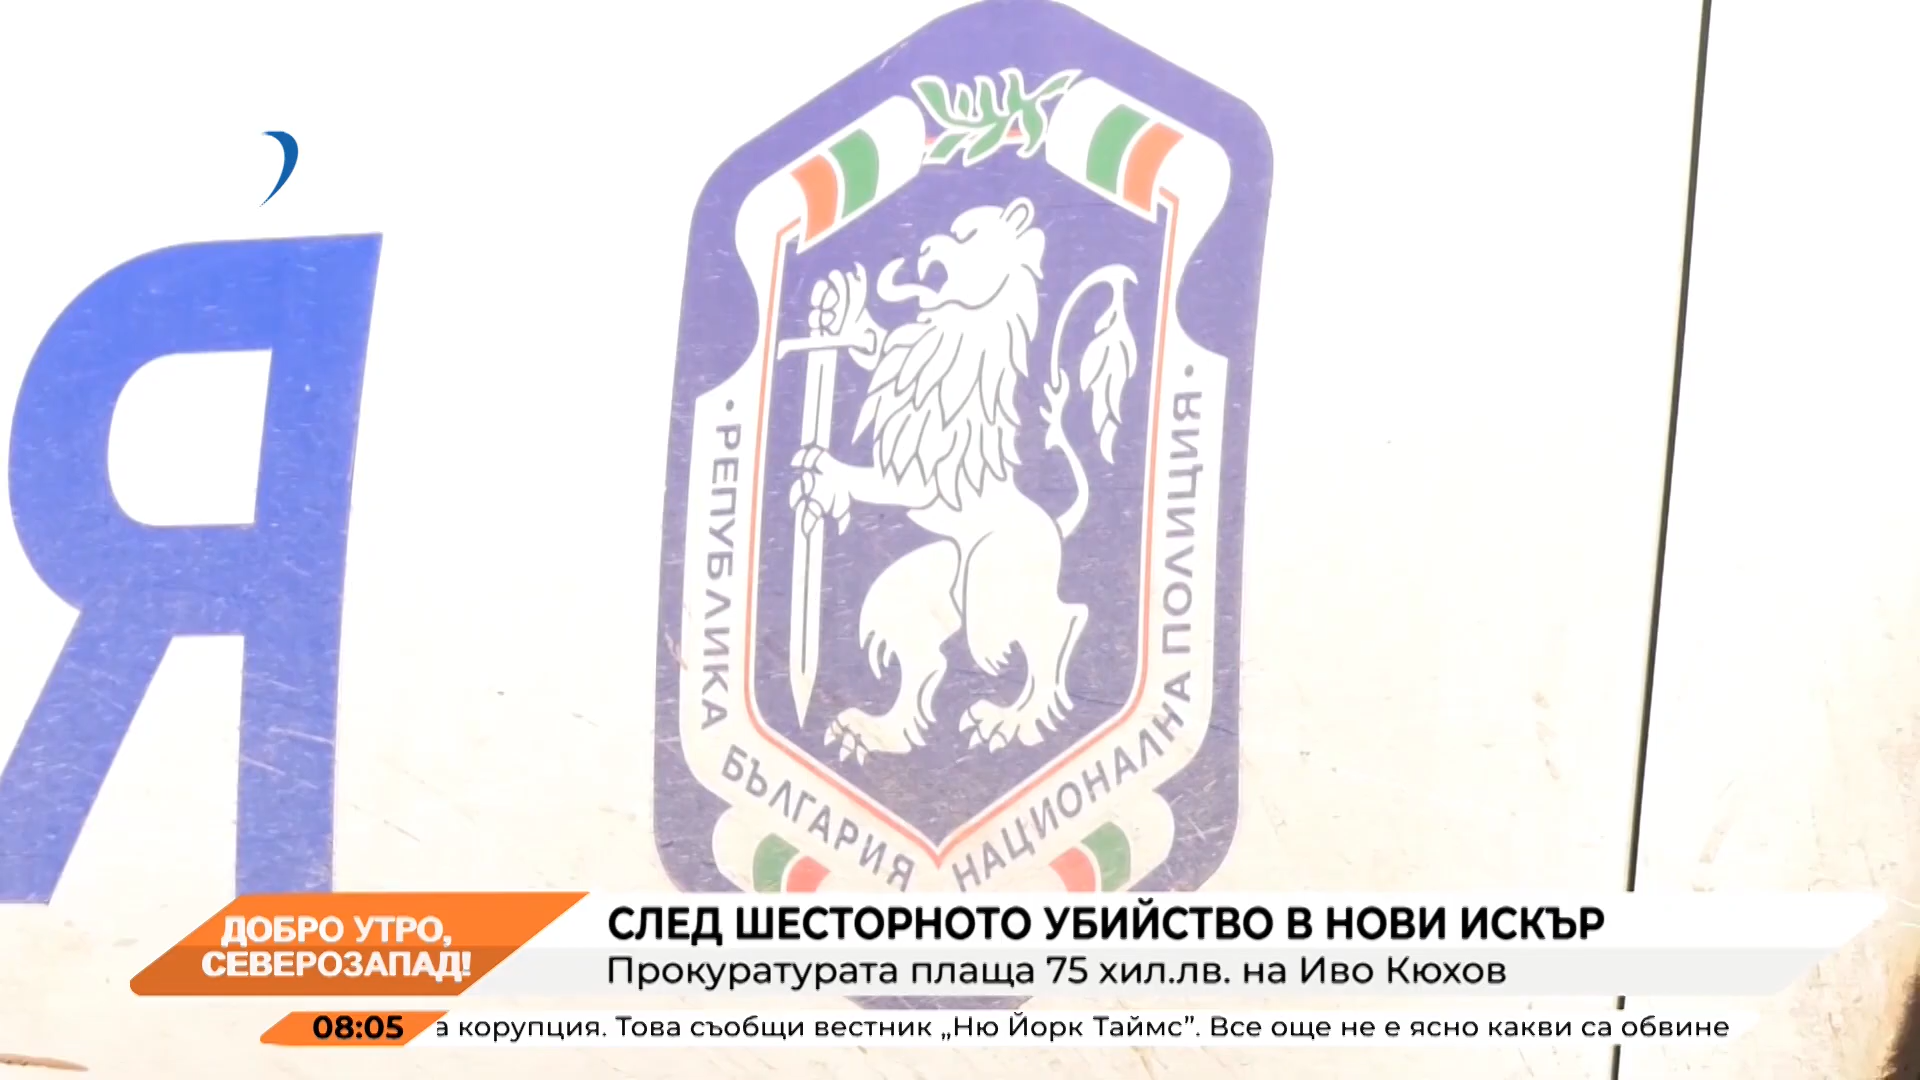 Я
• РЕПУБЛИКА БЪЛГАРИЯ
НАЦИОНАЛНА ПОЛИЦИЯ •
ДОБРО УТРО,
СЕВЕРОЗАПАД!
СЛЕД ШЕСТОРНОТО УБИЙСТВО В НОВИ ИСКЪР
Прокуратурата плаща 75 хил.лв. на Иво Кюхов
08:05
а корупция. Това съобщи вестник „Ню Йорк Таймс”. Все още не е ясно какви са обвине